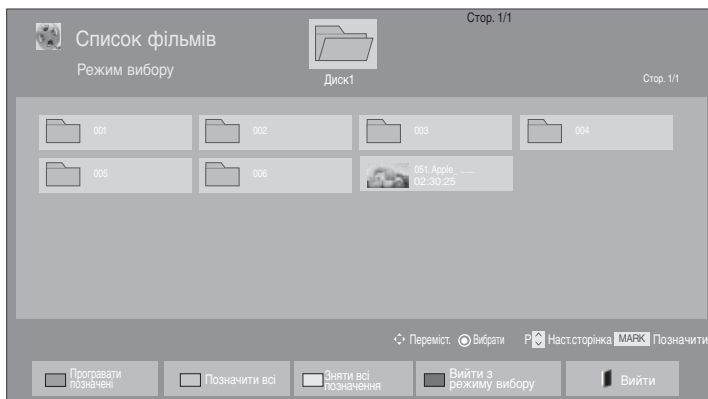 Стор. 1/1
Список фільмів
Режим вибору
Диск1
Стор. 1/1
001
002
003
004
005
006
051. Apple_ ......
02:30:25
Переміст. Вибрати P Наст.сторінка MARK Позначити
Програвати
позначені
Позначити всі
Зняти всі
позначення
Вийти з
режиму вибору
Вийти